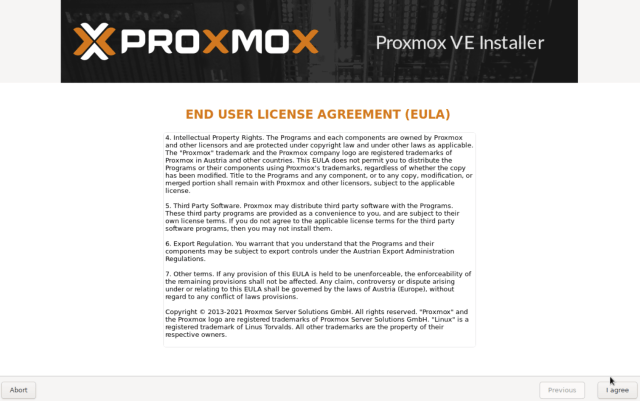 PROXMOX
Proxmox VE Installer
END USER LICENSE AGREEMENT (EULA)
4. Intellectual Property Rights. The Programs and each components are owned by Proxmox
and other licensors and are protected under copyright law and under other laws as applicable.
The "Proxmox" trademark and the Proxmox company logo are registered trademarks of
Proxmox in Austria and other countries. This EULA does not permit you to distribute the
Programs or their components using Proxmox's trademarks, regardless of whether the copy
has been modified. Title to the Programs and any component, or to any copy, modification, or
merged portion shall remain with Proxmox and other licensors, subject to the applicable
license.
5. Third Party Software. Proxmox may distribute third party software with the Programs.
These third party programs are provided as a convenience to you, and are subject to their
own license terms. If you do not agree to the applicable license terms for the third party
software programs, then you may not install them.
6. Export Regulation. You warrant that you understand that the Programs and their
components may be subject to export controls under the Austrian Export Administration
Regulations.
7. Other terms. If any provision of this EULA is held to be unenforceable, the enforceability of
the remaining provisions shall not be affected. Any claim, controversy or dispute arising
under or relating to this EULA shall be governed by the laws of Austria (Europe), without
regard to any conflict of laws provisions.
Copyright © 2013-2021 Proxmox Server Solutions GmbH. All rights reserved. "Proxmox" and
the Proxmox logo are registered trademarks of Proxmox Server Solutions GmbH. "Linux" is a
registered trademark of Linus Torvalds. All other trademarks are the property of their
respective owners.
Abort
Previous
I agree